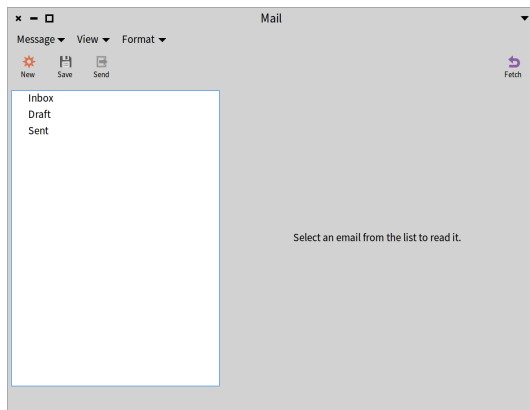 Mail
Message View Format
New Save Send Fetch
Inbox
Draft
Sent
Select an email from the list to read it.